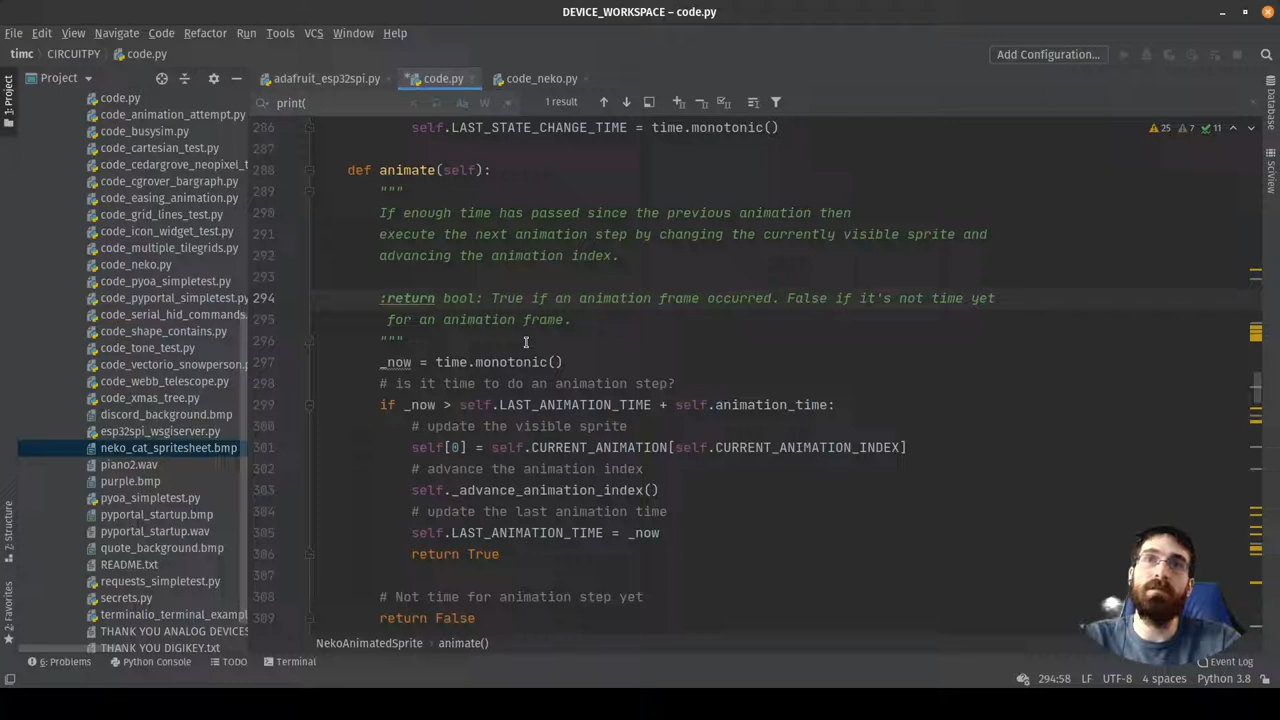 DEVICE_WORKSPACE – code.py
File Edit View Navigate Code Refactor Run Tools VCS Window Help
timc CIRCUITPY code.py
Add Configuration...
Project
adafruit_esp32spi.py
code.py
code_neko.py
print(
Aa W
1 result
1: Project
7: Structure
2: Favorites
Database
SciView
code.py
code_animation_attempt.py
code_busysim.py
code_cartesian_test.py
code_cedargrove_neopixel_t
code_cgrover_bargraph.py
code_easing_animation.py
code_grid_lines_test.py
code_icon_widget_test.py
code_multiple_tilegrids.py
code_neko.py
code_pyoa_simpletest.py
code_pyportal_simpletest.py
code_serial_hid_commands.
code_shape_contains.py
code_tone_test.py
code_vectorio_snowperson.p
code_webb_telescope.py
code_xmas_tree.py
discord_background.bmp
esp32spi_wsgiserver.py
neko_cat_spritesheet.bmp
piano2.wav
purple.bmp
pyoa_simpletest.py
pyportal_startup.bmp
pyportal_startup.wav
quote_background.bmp
README.txt
requests_simpletest.py
secrets.py
terminalio_terminal_exampl
THANK YOU ANALOG DEVICES
THANK YOU DIGIKEY.txt
25 7 11
286 self.LAST_STATE_CHANGE_TIME = time.monotonic()
287
288 def animate(self):
289 """
290 If enough time has passed since the previous animation then
291 execute the next animation step by changing the currently visible sprite and
292 advancing the animation index.
293
294 :return bool: True if an animation frame occurred. False if it's not time yet
295 for an animation frame.
296 """
297 _now = time.monotonic()
298 # is it time to do an animation step?
299 if _now > self.LAST_ANIMATION_TIME + self.animation_time:
300 # update the visible sprite
301 self[0] = self.CURRENT_ANIMATION[self.CURRENT_ANIMATION_INDEX]
302 # advance the animation index
303 self._advance_animation_index()
304 # update the last animation time
305 self.LAST_ANIMATION_TIME = _now
306 return True
307
308 # Not time for animation step yet
309 return False
NekoAnimatedSprite animate()
6: Problems Python Console TODO Terminal
Event Log
294:58 LF UTF-8 4 spaces Python 3.8